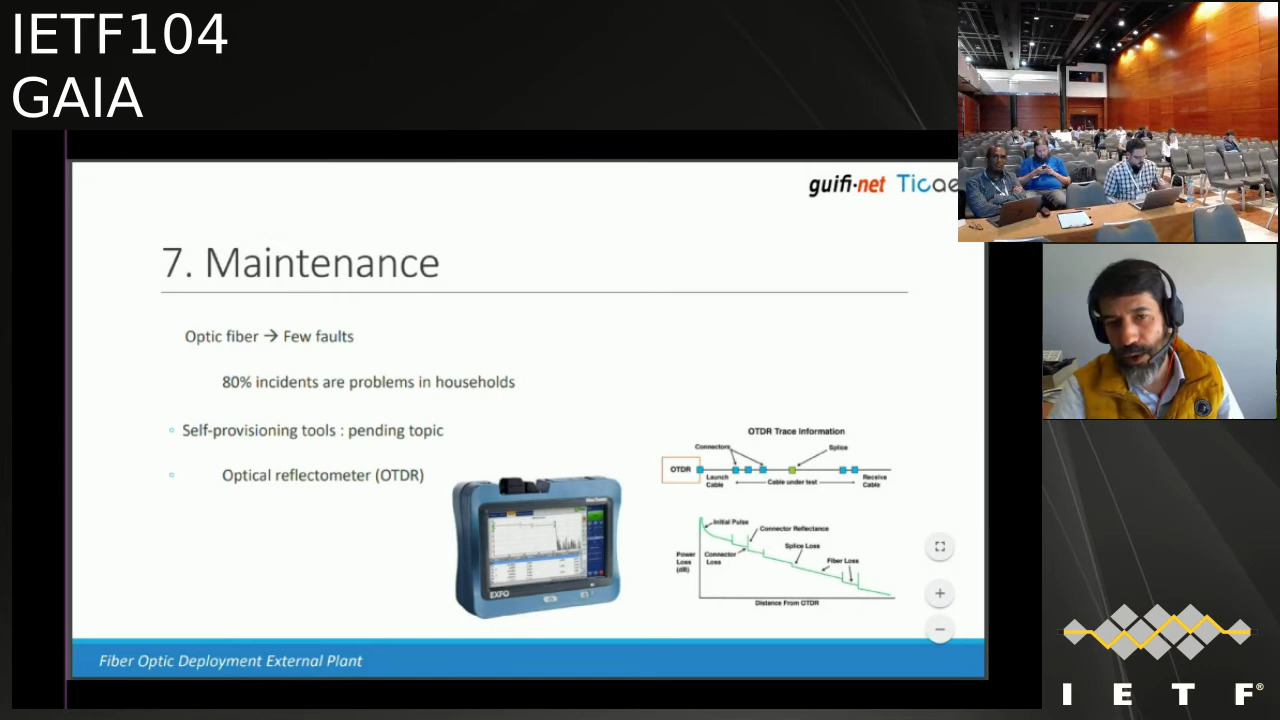 IETF104
GAIA
guifi·net Ticae
7. Maintenance
Optic fiber → Few faults
80% incidents are problems in households
Self-provisioning tools : pending topic
Optical reflectometer (OTDR)
EXFO
OTDR Trace Information
Connectors
Splice
OTDR
Launch
Cable
Cable under test
Receive
Cable
Initial Pulse
Connector Reflectance
Splice Loss
Power
Loss
(dB)
Connector
Loss
Fiber Loss
Distance From OTDR
Fiber Optic Deployment External Plant
I E T F®